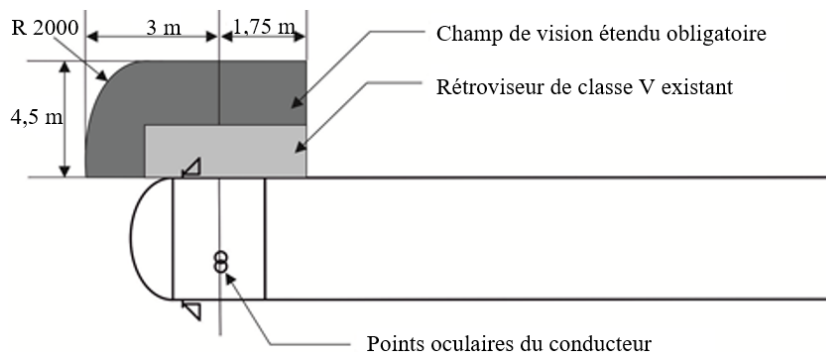 R 2000
3 m
1,75 m
Champ de vision étendu obligatoire
Rétroviseur de classe V existant
4,5 m
Points oculaires du conducteur